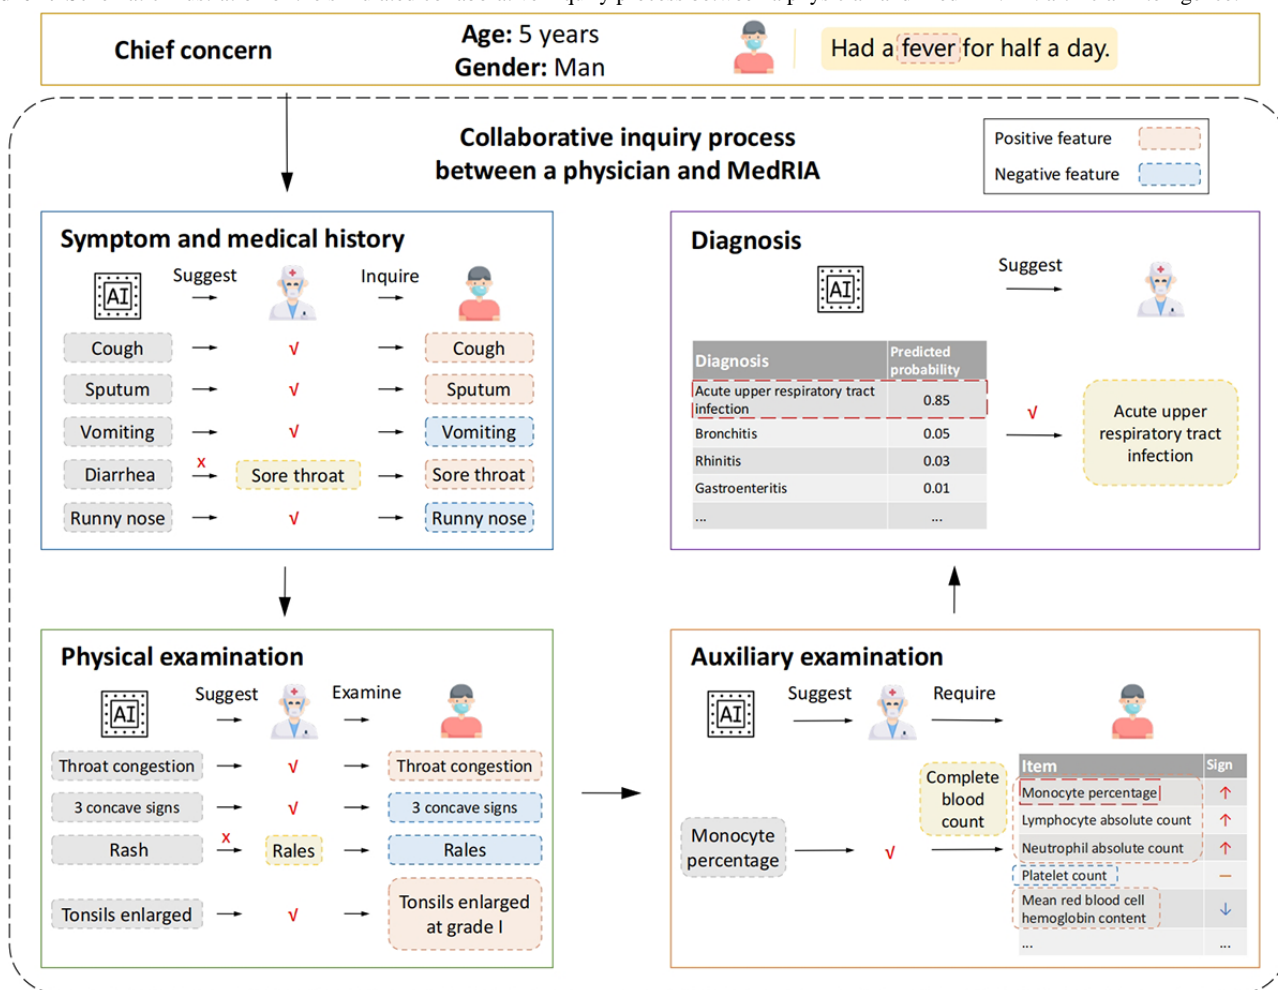 Chief concern
Age: 5 years
Gender: Man
Had a fever for half a day.
Collaborative inquiry process
between a physician and MedRIA
Positive feature
Negative feature
Symptom and medical history
AI
Suggest
Inquire
Cough
√
Cough
Sputum
√
Sputum
Vomiting
√
Vomiting
Diarrhea
x
Sore throat
Sore throat
Runny nose
√
Runny nose
Physical examination
AI
Suggest
Examine
Throat congestion
√
Throat congestion
3 concave signs
√
3 concave signs
Rash
x
Rales
Rales
Tonsils enlarged
√
Tonsils enlarged
at grade I
Auxiliary examination
AI
Suggest
Require
Monocyte
percentage
√
Complete
blood
count
Item Sign
Monocyte percentage ↑
Lymphocyte absolute count ↑
Neutrophil absolute count ↑
Platelet count –
Mean red blood cell
hemoglobin content ↓
... ...
Diagnosis
AI
Suggest
Diagnosis Predicted
probability
Acute upper respiratory tract
infection 0.85
Bronchitis 0.05
Rhinitis 0.03
Gastroenteritis 0.01
... ...
√
Acute upper
respiratory tract
infection